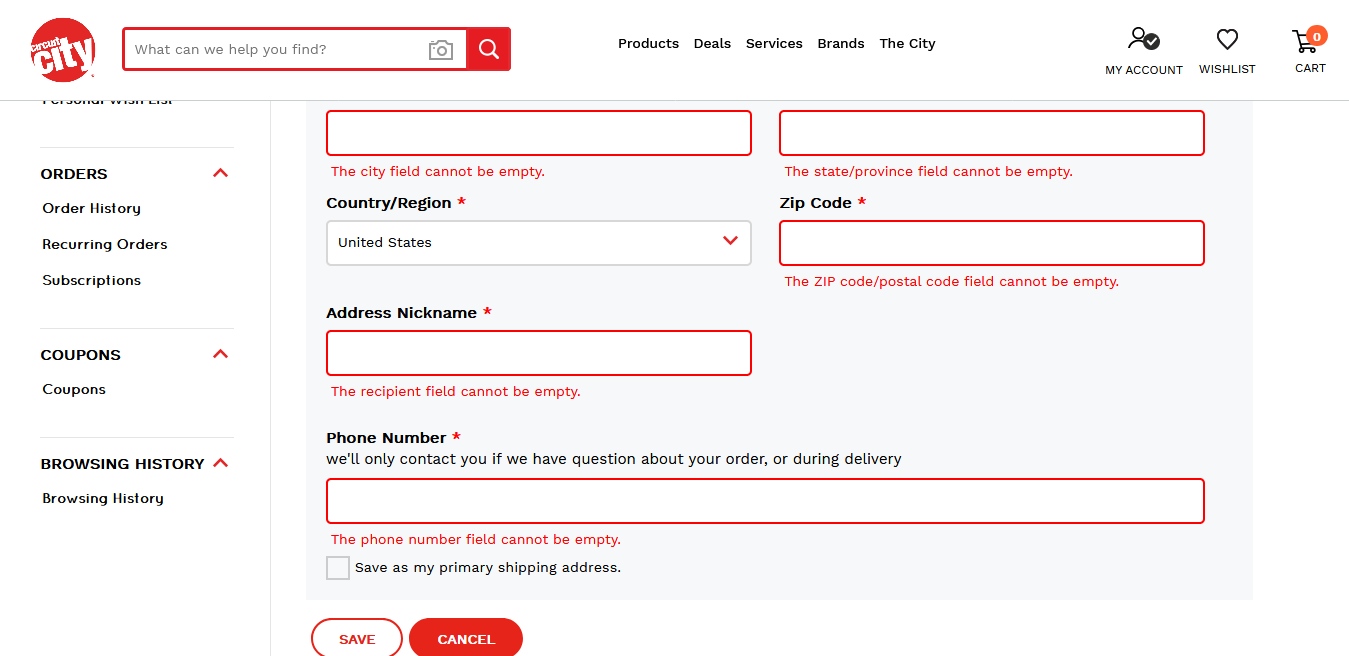 circuit city
What can we help you find?
Products Deals Services Brands The City
MY ACCOUNT
WISHLIST
0
CART
Personal Wish List
ORDERS
Order History
Recurring Orders
Subscriptions
COUPONS
Coupons
BROWSING HISTORY
Browsing History
The city field cannot be empty.
The state/province field cannot be empty.
Country/Region *
Zip Code *
United States
The ZIP code/postal code field cannot be empty.
Address Nickname *
The recipient field cannot be empty.
Phone Number *
we'll only contact you if we have question about your order, or during delivery
The phone number field cannot be empty.
Save as my primary shipping address.
SAVE
CANCEL